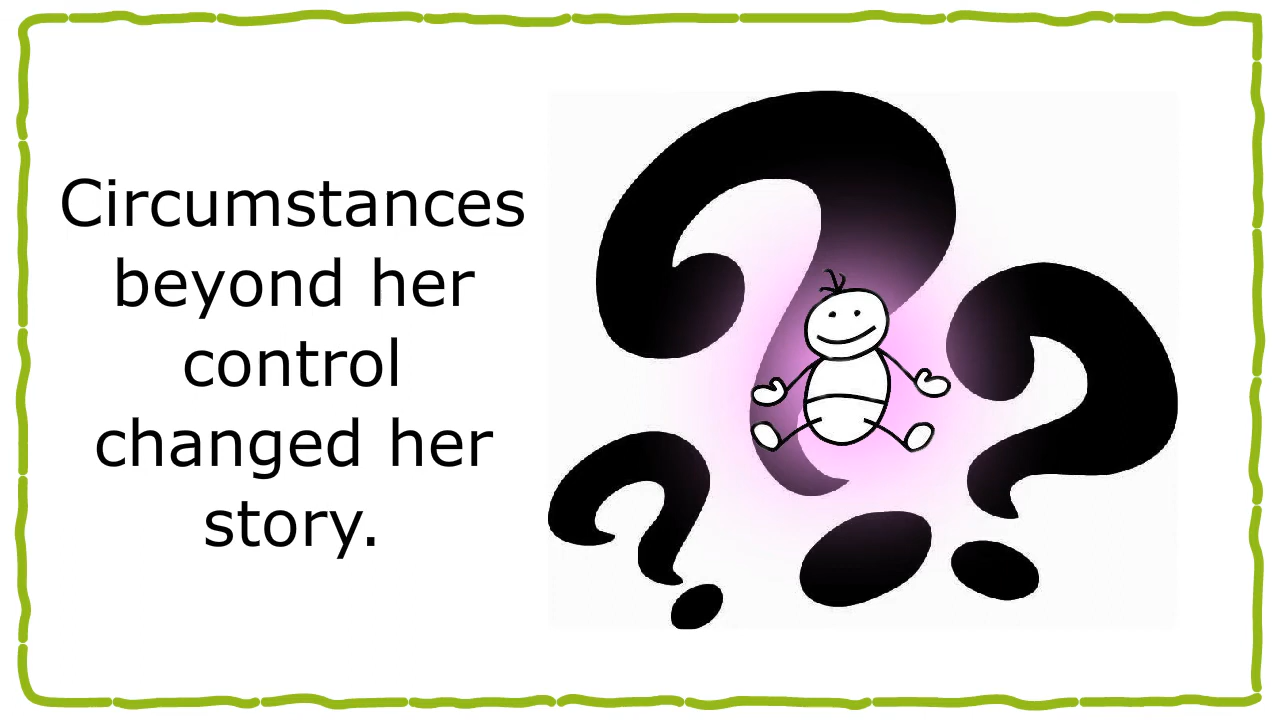 Circumstances
beyond her
control
changed her
story.